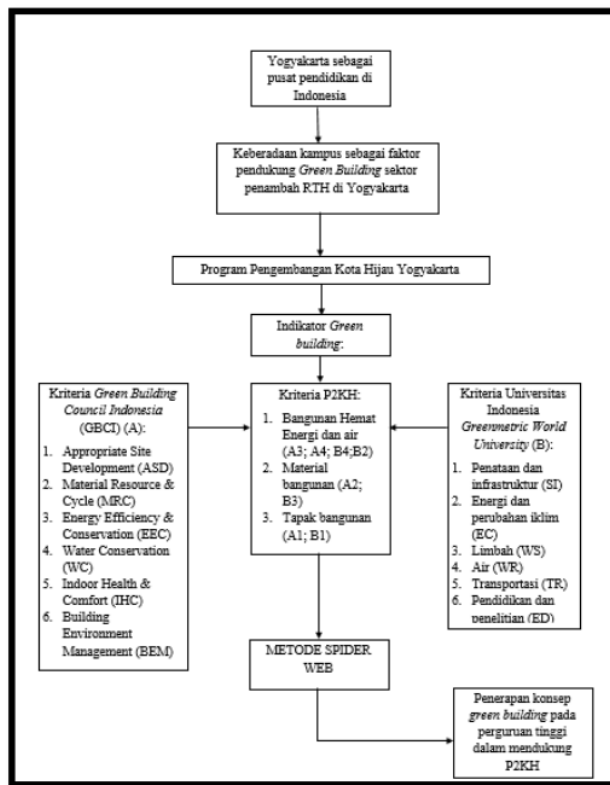 Yogyakarta sebagai
pusat pendidikan di
Indonesia
Keberadaan kampus sebagai faktor
pendukung Green Building sektor
penambah RTH di Yogyakarta
Program Pengembangan Kota Hijau Yogyakarta
Indikator Green
building:
Kriteria Green Building
Council Indonesia
(GBCI) (A):
1. Appropriate Site
Development (ASD)
2. Material Resource &
Cycle (MRC)
3. Energy Efficiency &
Conservation (EEC)
4. Water Conservation
(WC)
5. Indoor Health &
Comfort (IHC)
6. Building
Environment
Management (BEM)
Kriteria P2KH:
1. Bangunan Hemat
Energi dan air
(A3; A4; B4;B2)
2. Material
bangunan (A2;
B3)
3. Tapak bangunan
(A1; B1)
Kriteria Universitas
Indonesia
Greenmetric World
University (B):
1. Penataan dan
infrastruktur (SI)
2. Energi dan
perubahan iklim
(EC)
3. Limbah (WS)
4. Air (WR)
5. Transportasi (TR)
6. Pendidikan dan
penelitian (ED)
METODE SPIDER
WEB
Penerapan konsep
green building pada
perguruan tinggi
dalam mendukung
P2KH